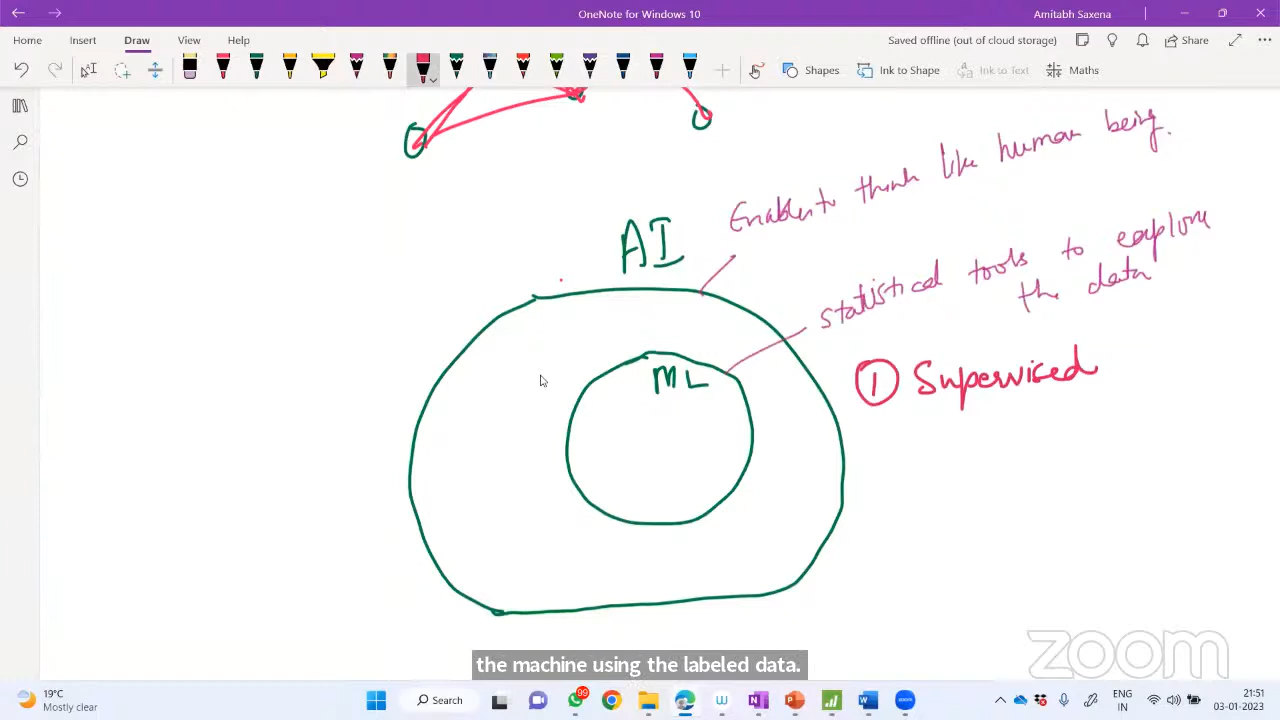 OneNote for Windows 10
Amitabh Saxena
Home
Insert
Draw
View
Help
Saved offline (out of cloud storage)
Share
Shapes
Ink to Shape
Ink to Text
Maths
Enables to think like human being.
AI
statistical tools to explore
the data
ML
① Supervised
the machine using the labeled data.
zoom
19°C
Mostly clear
Search
99
ENG
IN
21:51
03-01-2023